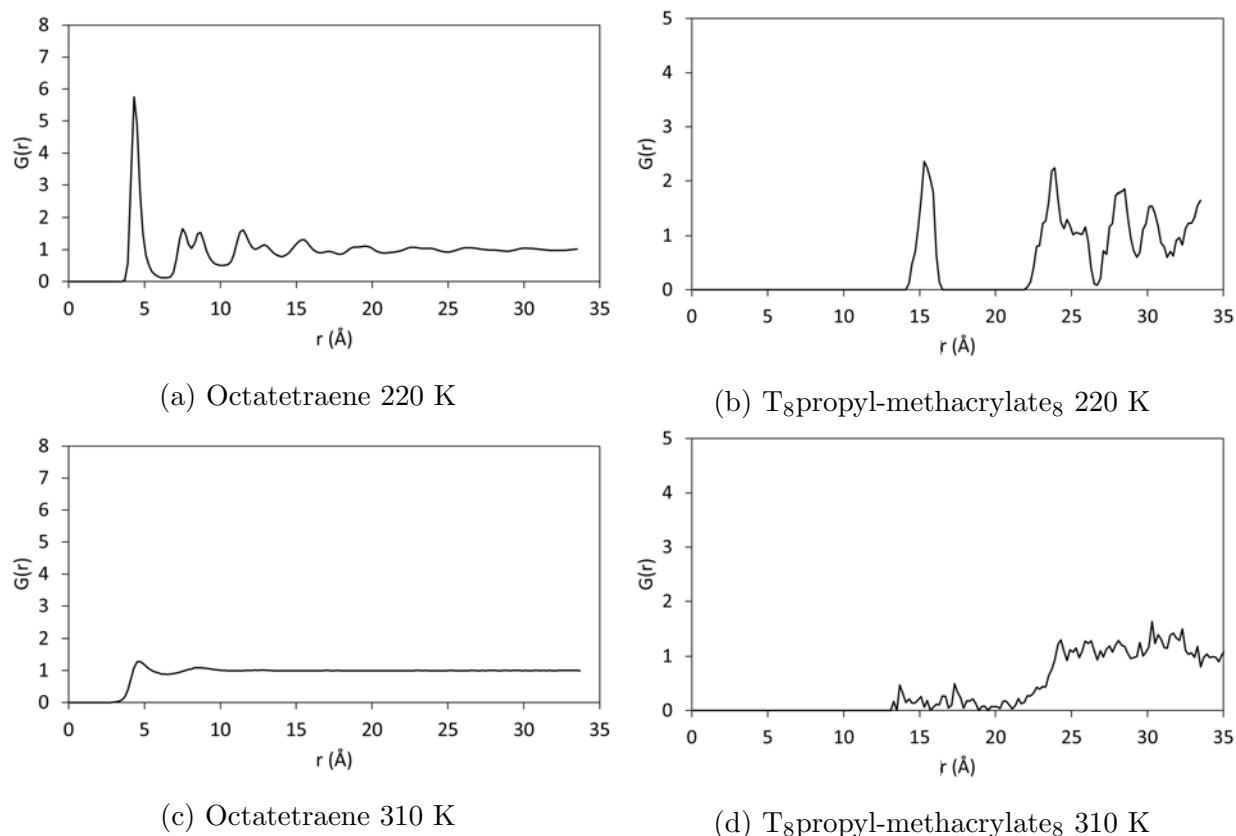 8
7
6
5
4
3
2
1
0
G(r)
0 5 10 15 20 25 30 35
r (Å)
(a) Octatetraene 220 K
5
4
3
2
1
0
G(r)
0 5 10 15 20 25 30 35
r (Å)
(b) T₈propyl-methacrylate₈ 220 K
8
7
6
5
4
3
2
1
0
G(r)
0 5 10 15 20 25 30 35
r (Å)
(c) Octatetraene 310 K
5
4
3
2
1
0
G(r)
0 5 10 15 20 25 30 35
r (Å)
(d) T₈propyl-methacrylate₈ 310 K